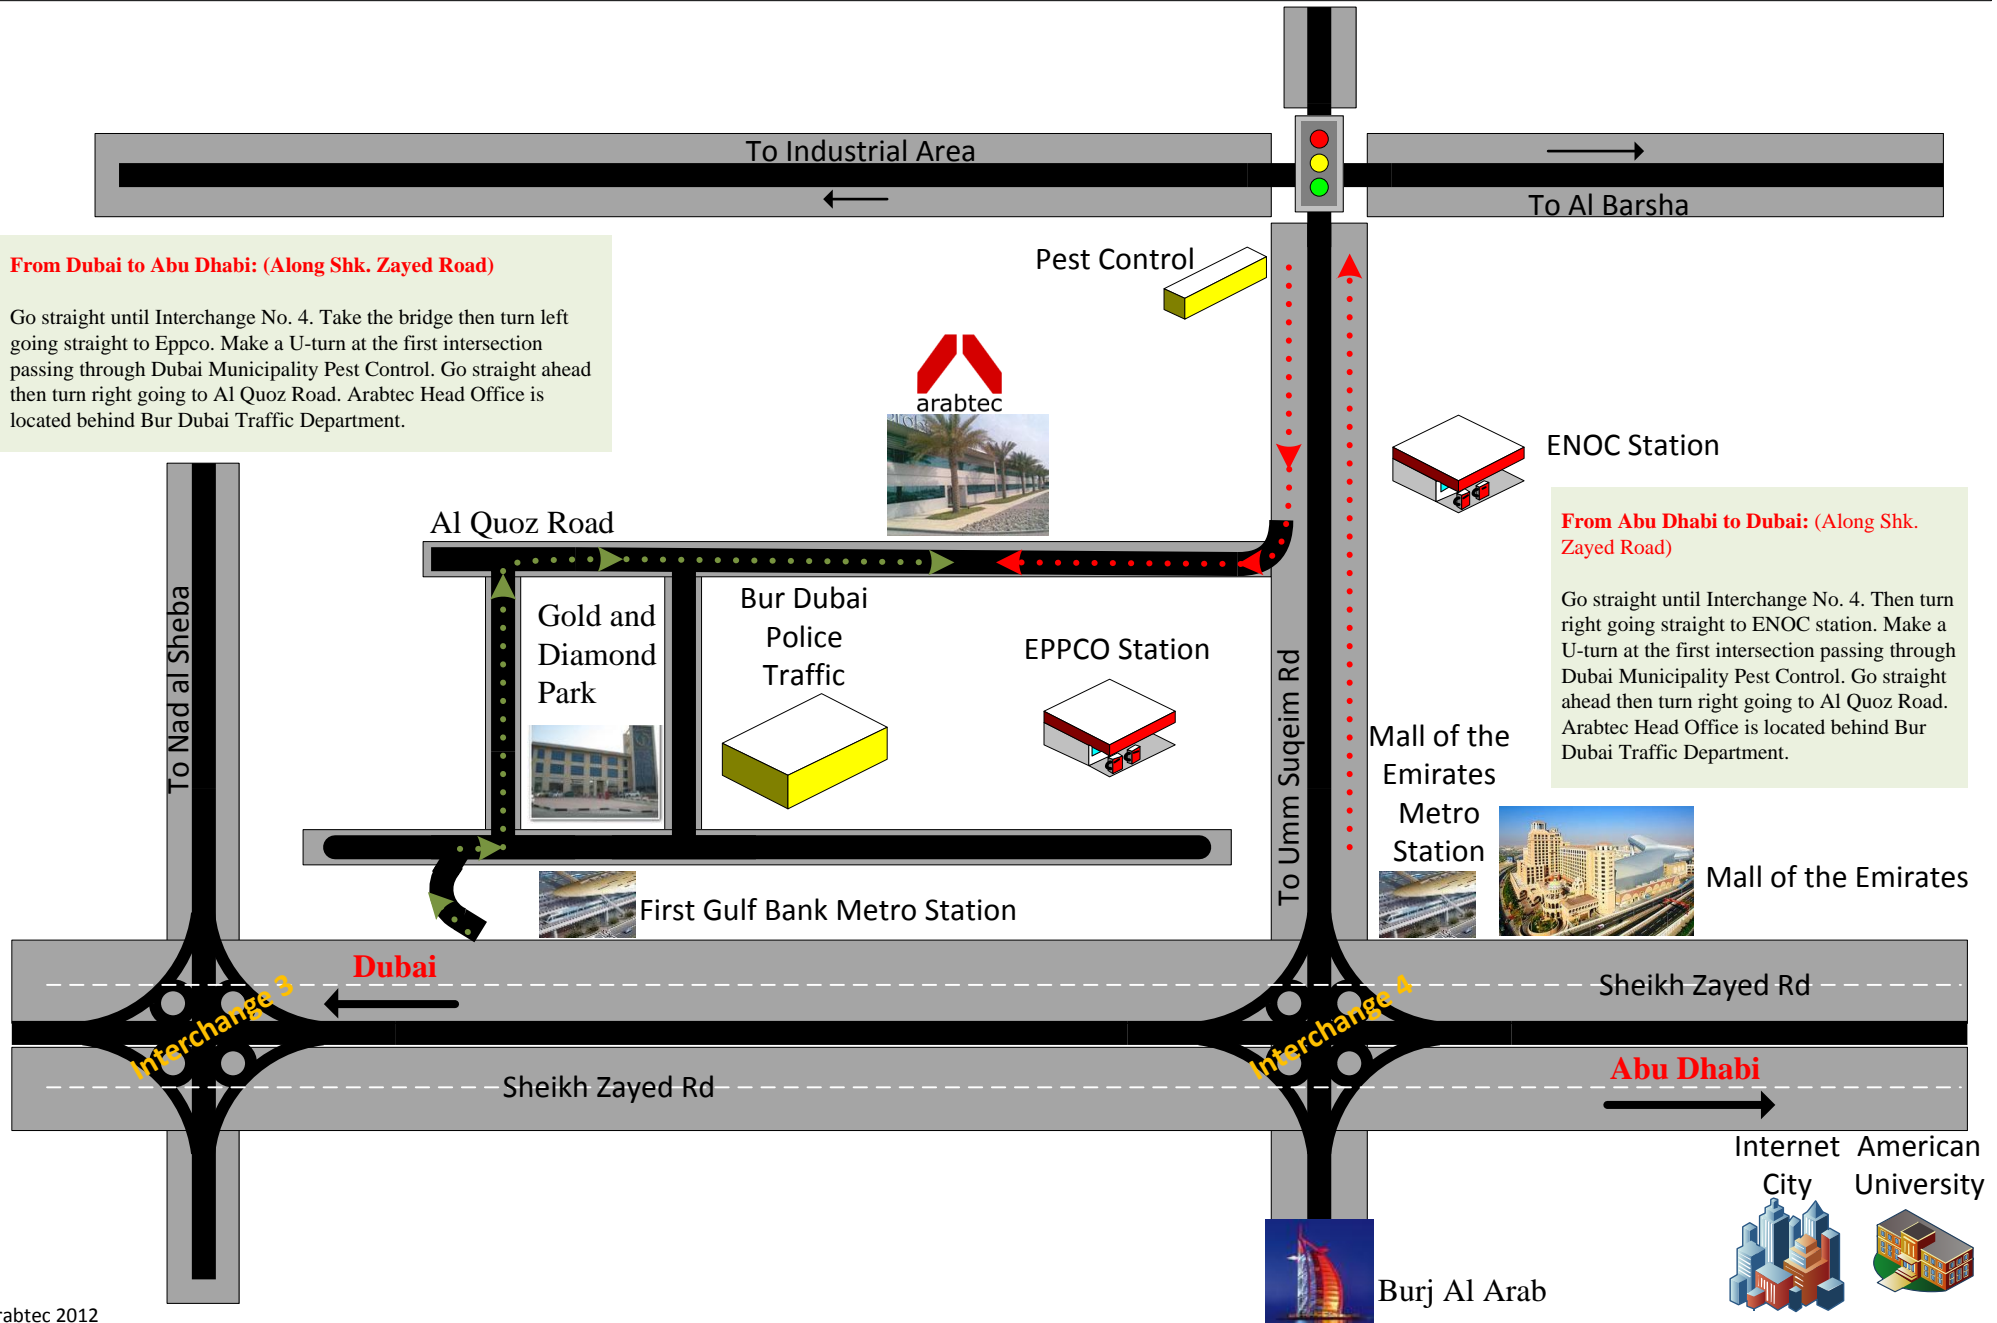 To Industrial Area
To Al Barsha
From Dubai to Abu Dhabi: (Along Shk. Zayed Road)
Go straight until Interchange No. 4. Take the bridge then turn left
going straight to Eppco. Make a U-turn at the first intersection
passing through Dubai Municipality Pest Control. Go straight ahead
then turn right going to Al Quoz Road. Arabtec Head Office is
located behind Bur Dubai Traffic Department.
Pest Control
arabtec
ENOC Station
From Abu Dhabi to Dubai: (Along Shk.
Zayed Road)
Go straight until Interchange No. 4. Then turn
right going straight to ENOC station. Make a
U-turn at the first intersection passing through
Dubai Municipality Pest Control. Go straight
ahead then turn right going to Al Quoz Road.
Arabtec Head Office is located behind Bur
Dubai Traffic Department.
Al Quoz Road
To Nad al Sheba
Gold and
Diamond
Park
Bur Dubai
Police
Traffic
EPPCO Station
To Umm Suqeim Rd
Mall of the
Emirates
Metro
Station
Mall of the Emirates
First Gulf Bank Metro Station
Dubai
Interchange 3
Interchange 4
Sheikh Zayed Rd
Sheikh Zayed Rd
Abu Dhabi
Internet
City
American
University
Burj Al Arab
rabtec 2012